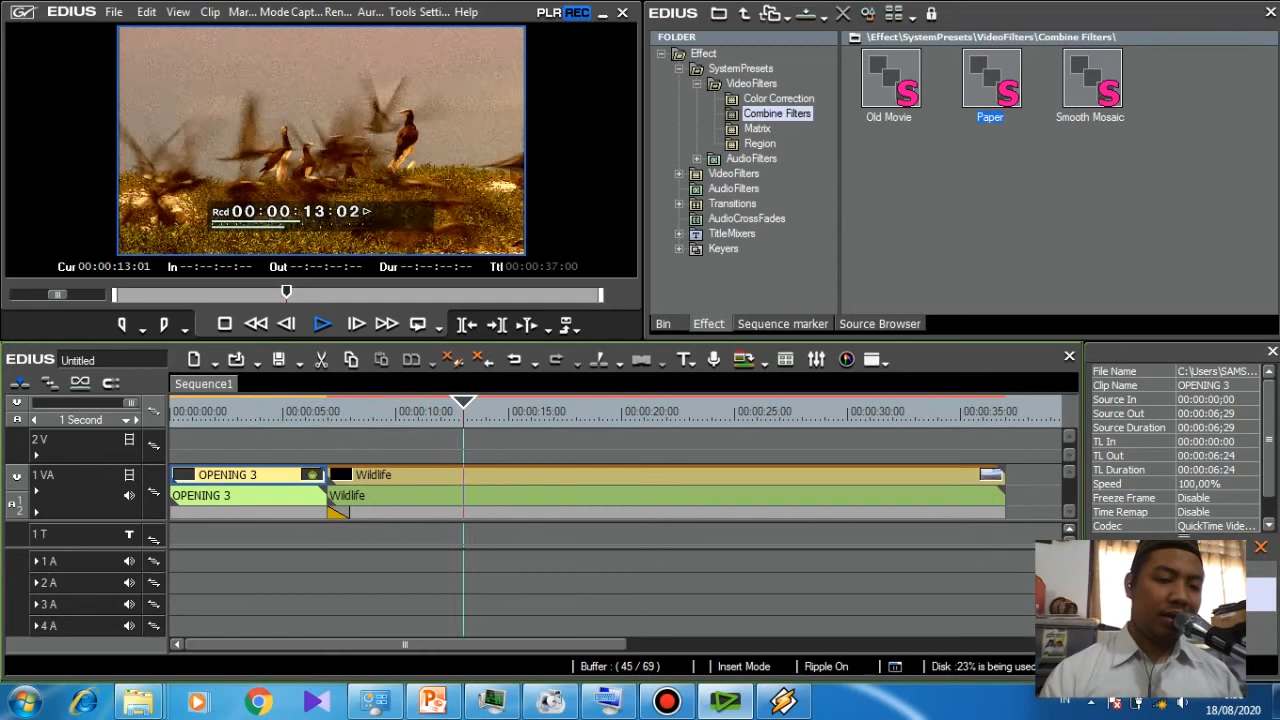 EDIUS File Edit View Clip Mar... Mode Capt... Ren... Aur... Tools Setti... Help PLR REC
Rcd 00:00:13:02
Cur 00:00:13:01 In --:--:--:-- Out --:--:--:-- Dur --:--:--:-- Ttl 00:00:37:00
EDIUS
FOLDER
\Effect\SystemPresets\VideoFilters\Combine Filters\
Effect
SystemPresets
VideoFilters
Color Correction
Combine Filters
Matrix
Region
AudioFilters
VideoFilters
AudioFilters
Transitions
AudioCrossFades
TitleMixers
Keyers
S S S
Old Movie Paper Smooth Mosaic
Bin Effect Sequence marker Source Browser
EDIUS Untitled
Sequence1
1 Second
00:00:00:00 00:00:05:00 00:00:10:00 00:00:15:00 00:00:20:00 00:00:25:00 00:00:30:00 00:00:35:00
2 V
1 VA OPENING 3 Wildlife
1 2 OPENING 3 Wildlife
1 T T
1 A
2 A
3 A
4 A
Buffer : ( 45 / 69 ) Insert Mode Ripple On Disk :23% is being used
File Name C:\Users\SAMS...
Clip Name OPENING 3
Source In 00:00:00;00
Source Out 00:00:06;29
Source Duration 00:00:06;29
TL In 00:00:00:00
TL Out 00:00:06:24
TL Duration 00:00:06:24
Speed 100,00%
Freeze Frame Disable
Time Remap Disable
Codec QuickTime Vide...
IN
18/08/2020